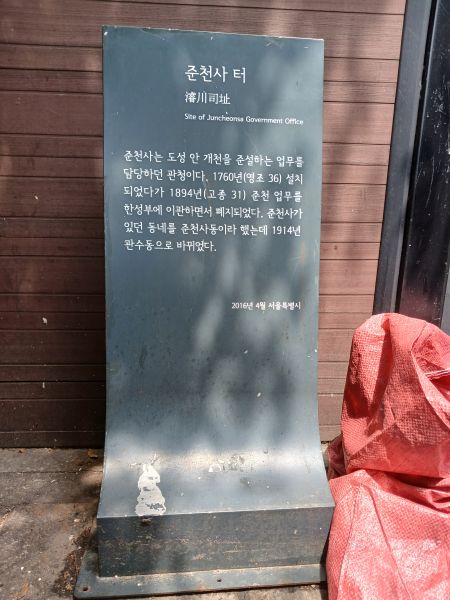 준천사 터
濬川司址
Site of Juncheonsa Government Office
준천사는 도성 안 개천을 준설하는 업무를
담당하던 관청이다. 1760년(영조 36) 설치
되었다가 1894년(고종 31) 준천 업무를
한성부에 이관하면서 폐지되었다. 준천사가
있던 동네를 준천사동이라 했는데 1914년
관수동으로 바뀌었다.
2016년 4월 서울특별시